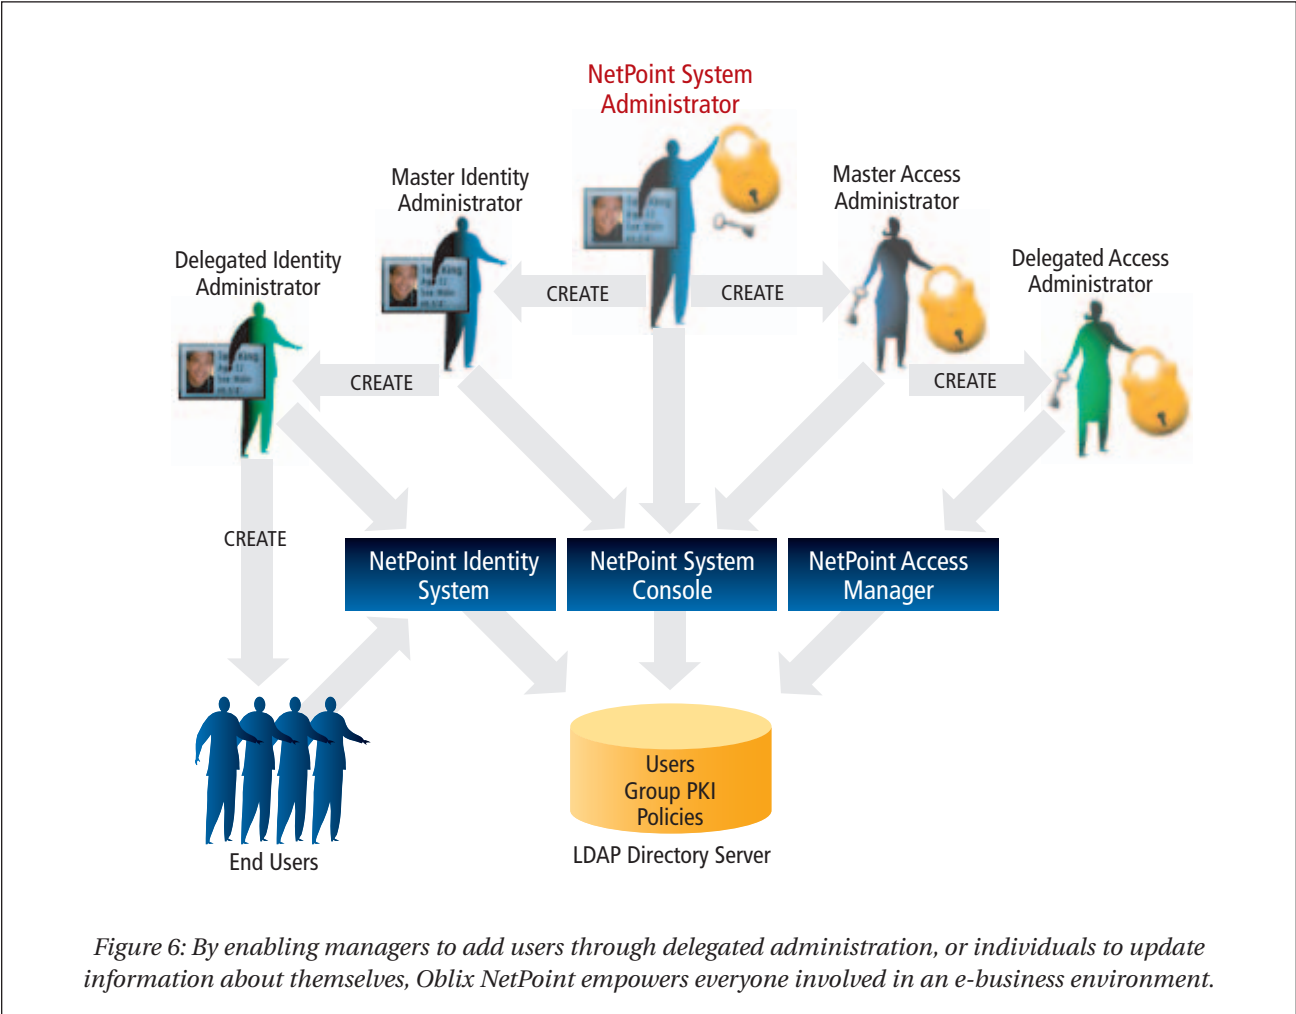 NetPoint System
Administrator
Master Identity
Administrator
Master Access
Administrator
Delegated Identity
Administrator
Delegated Access
Administrator
CREATE
CREATE
CREATE
CREATE
CREATE
NetPoint Identity
System
NetPoint System
Console
NetPoint Access
Manager
Users
Group PKI
Policies
End Users
LDAP Directory Server
Figure 6: By enabling managers to add users through delegated administration, or individuals to update
information about themselves, Oblix NetPoint empowers everyone involved in an e-business environment.